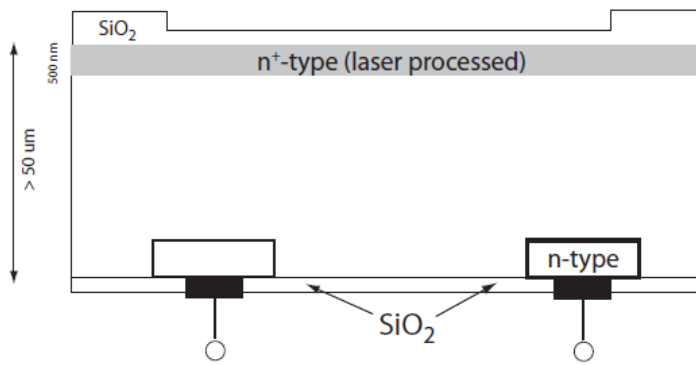 SiO₂
n⁺-type (laser processed)
500 nm
> 50 um
n-type
SiO₂